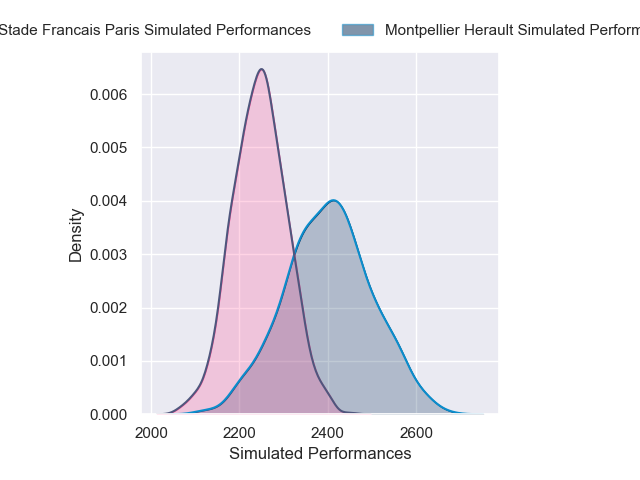 Stade Francais Paris Simulated Performances
Montpellier Herault Simulated Perform
0.006
0.005
0.004
0.003
0.002
0.001
0.000
Density
2000 2200 2400 2600
Simulated Performances